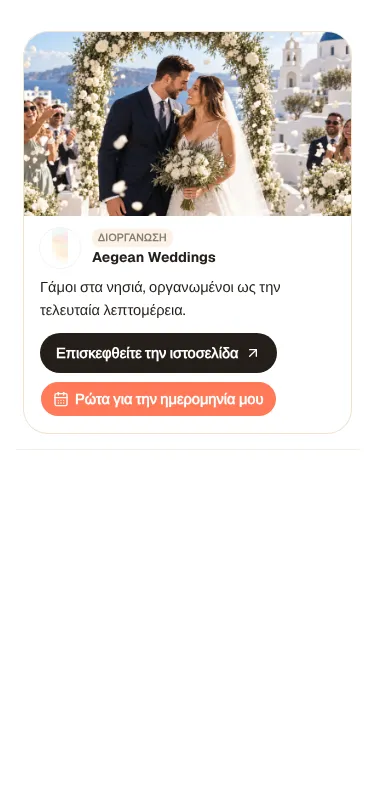 ΔΙΟΡΓΑΝΩΣΗ
Aegean Weddings
Γάμοι στα νησιά, οργανωμένοι ως την
τελευταία λεπτομέρεια.
Επισκεφθείτε την ιστοσελίδα
Ρώτα για την ημερομηνία μου